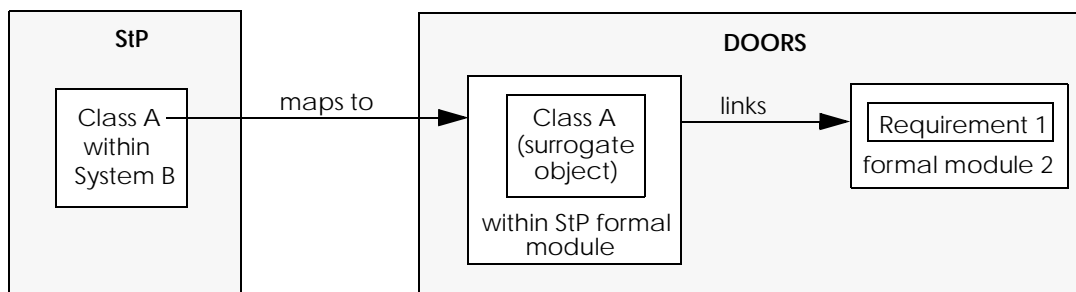 StP
DOORS
Class A
within
System B
maps to
Class A
(surrogate
object)
within StP formal
module
links
Requirement 1
formal module 2